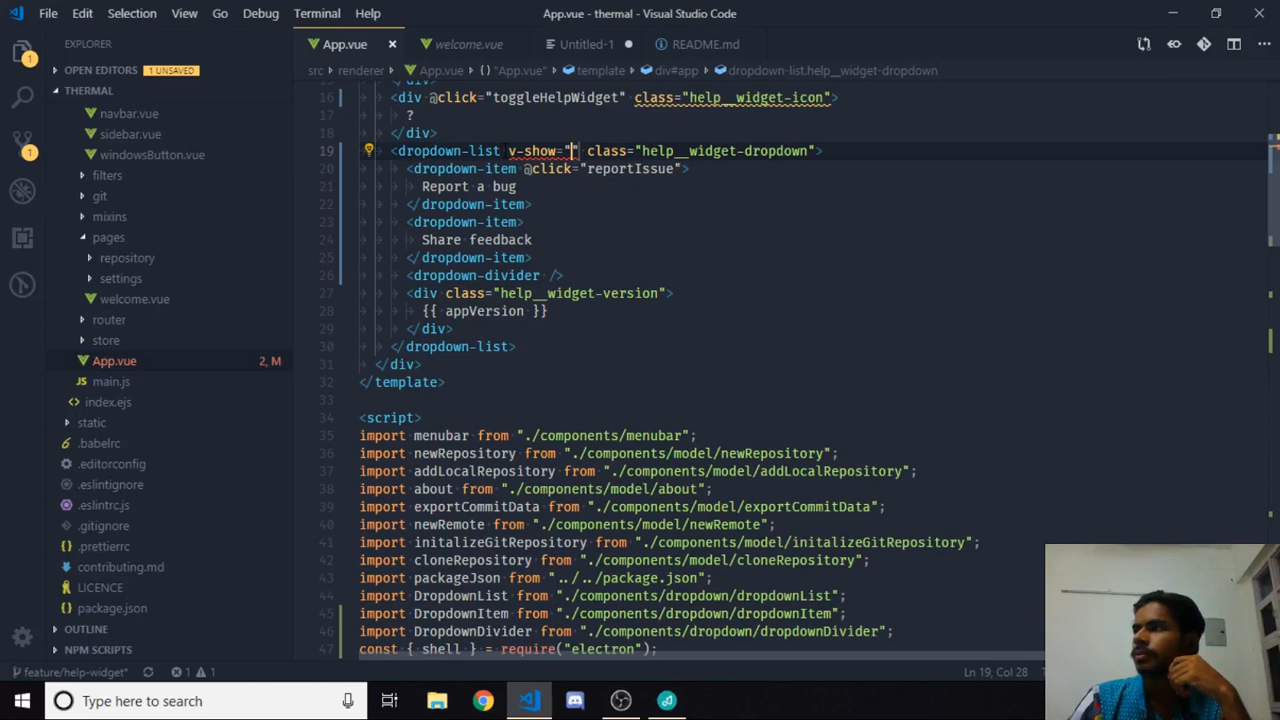 File Edit Selection View Go Debug Terminal Help App.vue - thermal - Visual Studio Code
EXPLORER
OPEN EDITORS 1 UNSAVED
THERMAL
navbar.vue
sidebar.vue
windowsButton.vue
filters
git
mixins
pages
repository
settings
welcome.vue
router
store
App.vue 2, M
main.js
index.ejs
static
.babelrc
.editorconfig
.eslintignore
.eslintrc.js
.gitignore
.prettierrc
contributing.md
LICENCE
package.json
OUTLINE
NPM SCRIPTS
1
1
App.vue welcome.vue Untitled-1 README.md
src renderer App.vue {} "App.vue" template div#app dropdown-list.help__widget-dropdown
16 <div @click="toggleHelpWidget" class="help__widget-icon">
17 ?
18 </div>
19 <dropdown-list v-show="" class="help__widget-dropdown">
20 <dropdown-item @click="reportIssue">
21 Report a bug
22 </dropdown-item>
23 <dropdown-item>
24 Share feedback
25 </dropdown-item>
26 <dropdown-divider />
27 <div class="help__widget-version">
28 {{ appVersion }}
29 </div>
30 </dropdown-list>
31 </div>
32 </template>
33
34 <script>
35 import menubar from "./components/menubar";
36 import newRepository from "./components/model/newRepository";
37 import addLocalRepository from "./components/model/addLocalRepository";
38 import about from "./components/model/about";
39 import exportCommitData from "./components/model/exportCommitData";
40 import newRemote from "./components/model/newRemote";
41 import initalizeGitRepository from "./components/model/initalizeGitRepository";
42 import cloneRepository from "./components/model/cloneRepository";
43 import packageJson from "../../package.json";
44 import DropdownList from "./components/dropdown/dropdownList";
45 import DropdownItem from "./components/dropdown/dropdownItem";
46 import DropdownDivider from "./components/dropdown/dropdownDivider";
47 const { shell } = require("electron");
feature/help-widget* 1 1 Ln 19, Col 28
Type here to search